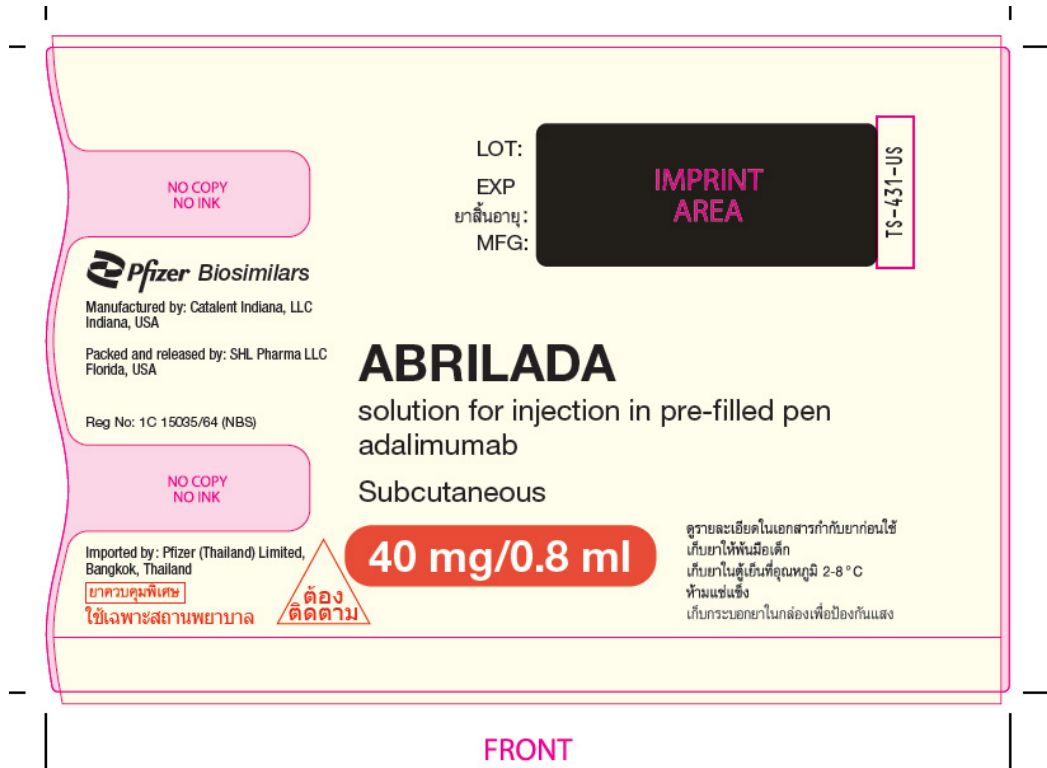 NO COPY
NO INK
Pfizer Biosimilars
Manufactured by: Catalent Indiana, LLC
Indiana, USA
Packed and released by: SHL Pharma LLC
Florida, USA
Reg No: 1C 15035/64 (NBS)
NO COPY
NO INK
Imported by: Pfizer (Thailand) Limited,
Bangkok, Thailand
ยาควบคุมพิเศษ
ใช้เฉพาะสถานพยาบาล
ต้อง
ติดตาม
LOT:
EXP
ยาสิ้นอายุ:
MFG:
IMPRINT
AREA
TS-431-US
ABRILADA
solution for injection in pre-filled pen
adalimumab
Subcutaneous
40 mg/0.8 ml
ดูรายละเอียดในเอกสารกำกับยาก่อนใช้
เก็บยาให้พ้นมือเด็ก
เก็บยาในตู้เย็นที่อุณหภูมิ 2-8 °C
ห้ามแช่แข็ง
เก็บกระบอกยาในกล่องเพื่อป้องกันแสง
FRONT